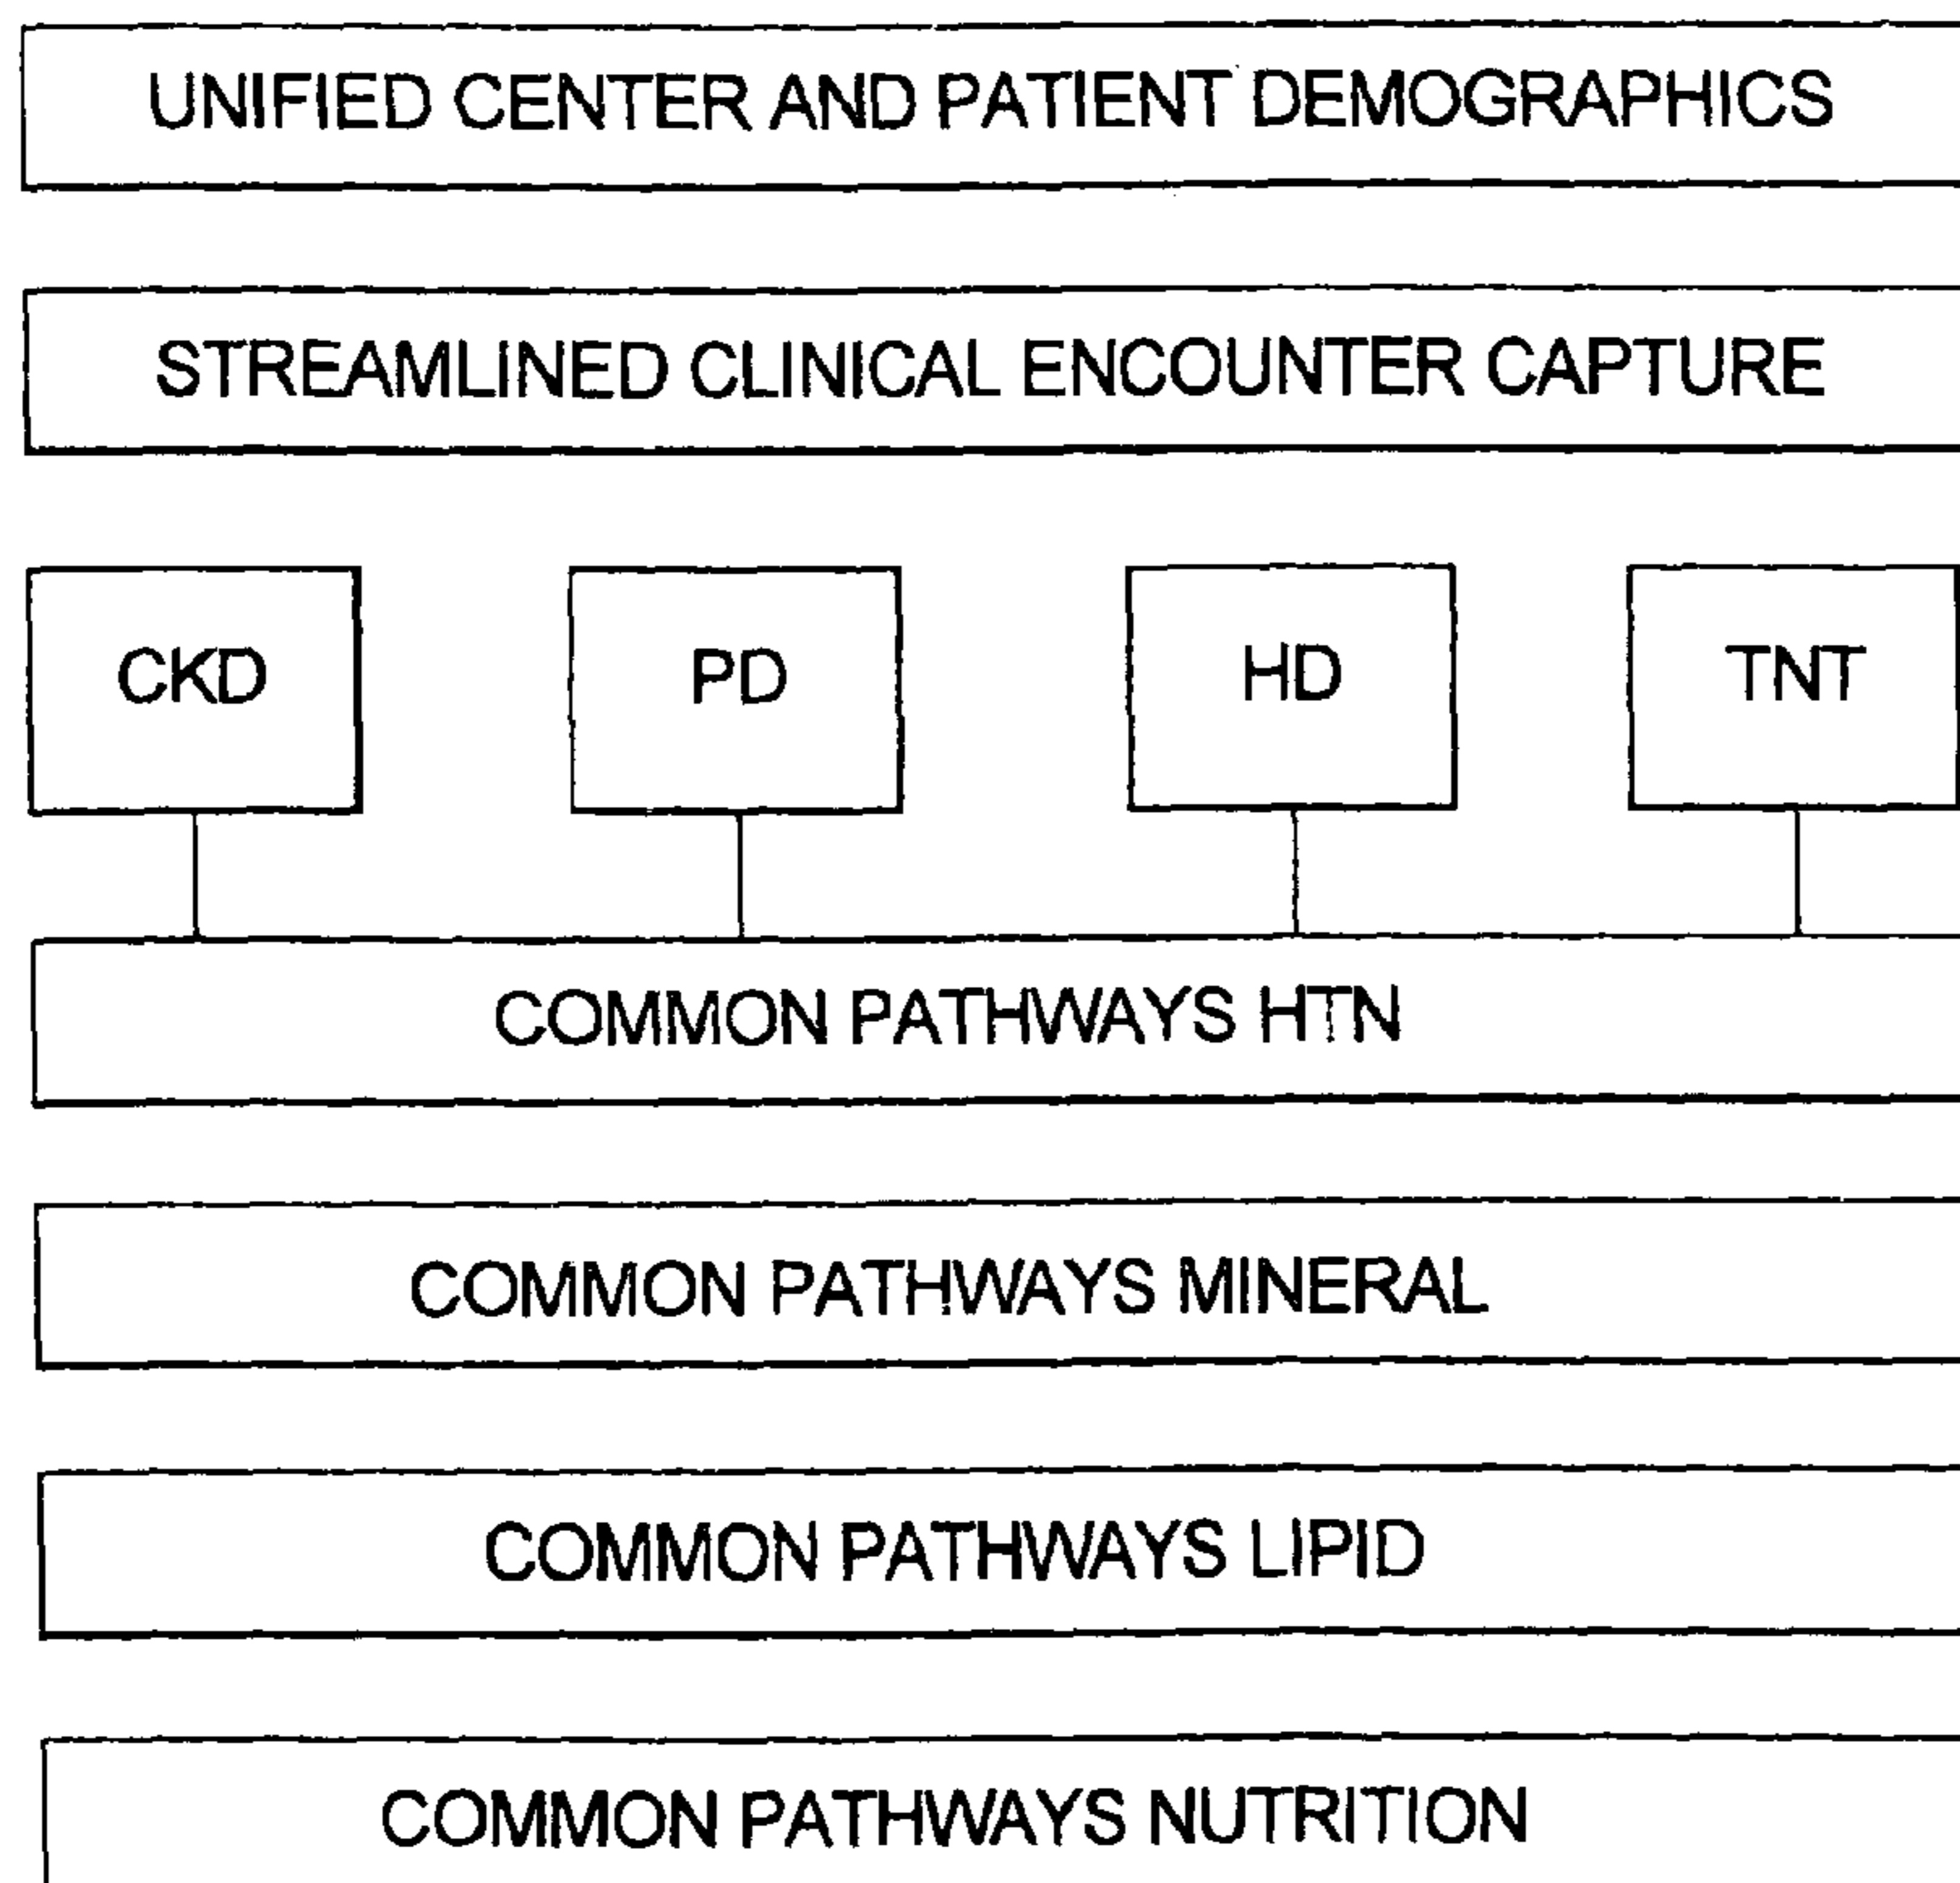 UNIFIED CENTER AND PATIENT DEMOGRAPHICS
STREAMLINED CLINICAL ENCOUNTER CAPTURE
CKD PD HD TNT
COMMON PATHWAYS HTN
COMMON PATHWAYS MINERAL
COMMON PATHWAYS LIPID
COMMON PATHWAYS NUTRITION